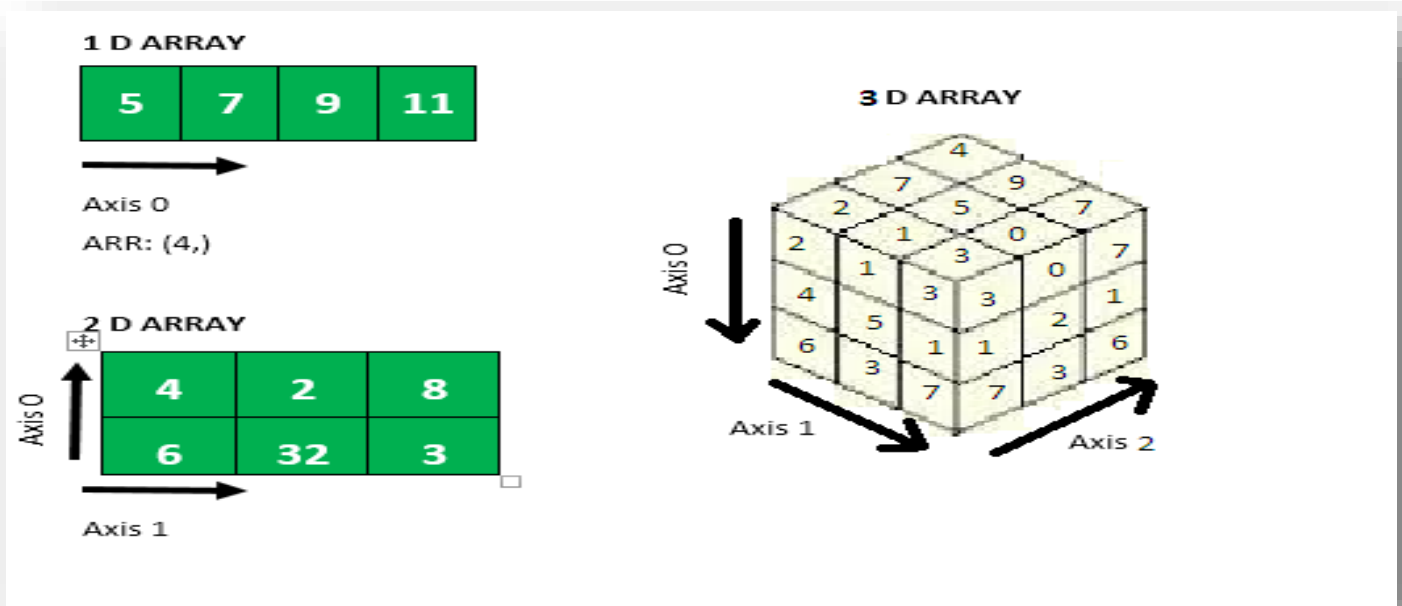 1 D ARRAY
5 7 9 11
Axis 0
ARR: (4,)
2 D ARRAY
Axis 0
4 2 8
6 32 3
Axis 1
3 D ARRAY
4
7 9
2 5 7
1 0
3
Axis 0
2 1 3 3 0 7
4 5 1 1 2 1
6 3 7 7 3 6
Axis 1
Axis 2